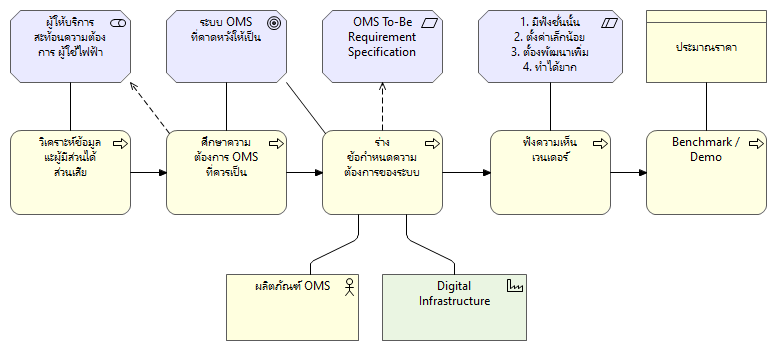 ผู้ให้บริการ
สะท้อนความต้อง
การ ผู้ใช้ไฟฟ้า
ระบบ OMS
ที่คาดหวังให้เป็น
OMS To-Be
Requirement
Specification
1. มีฟังชั่นนั้น
2. ตั้งค่าเล็กน้อย
3. ต้องพัฒนาเพิ่ม
4. ทำได้ยาก
ประมาณราคา
วิเคราะห์ข้อมูล
แะผู้มีส่วนได้
ส่วนเสีย
ศึกษาความ
ต้องการ OMS
ที่ควรเป็น
ร่าง
ข้อกำหนดความ
ต้องการของระบบ
ฟังความเห็น
เวนเดอร์
Benchmark /
Demo
ผลิตภัณฑ์ OMS
Digital
Infrastructure